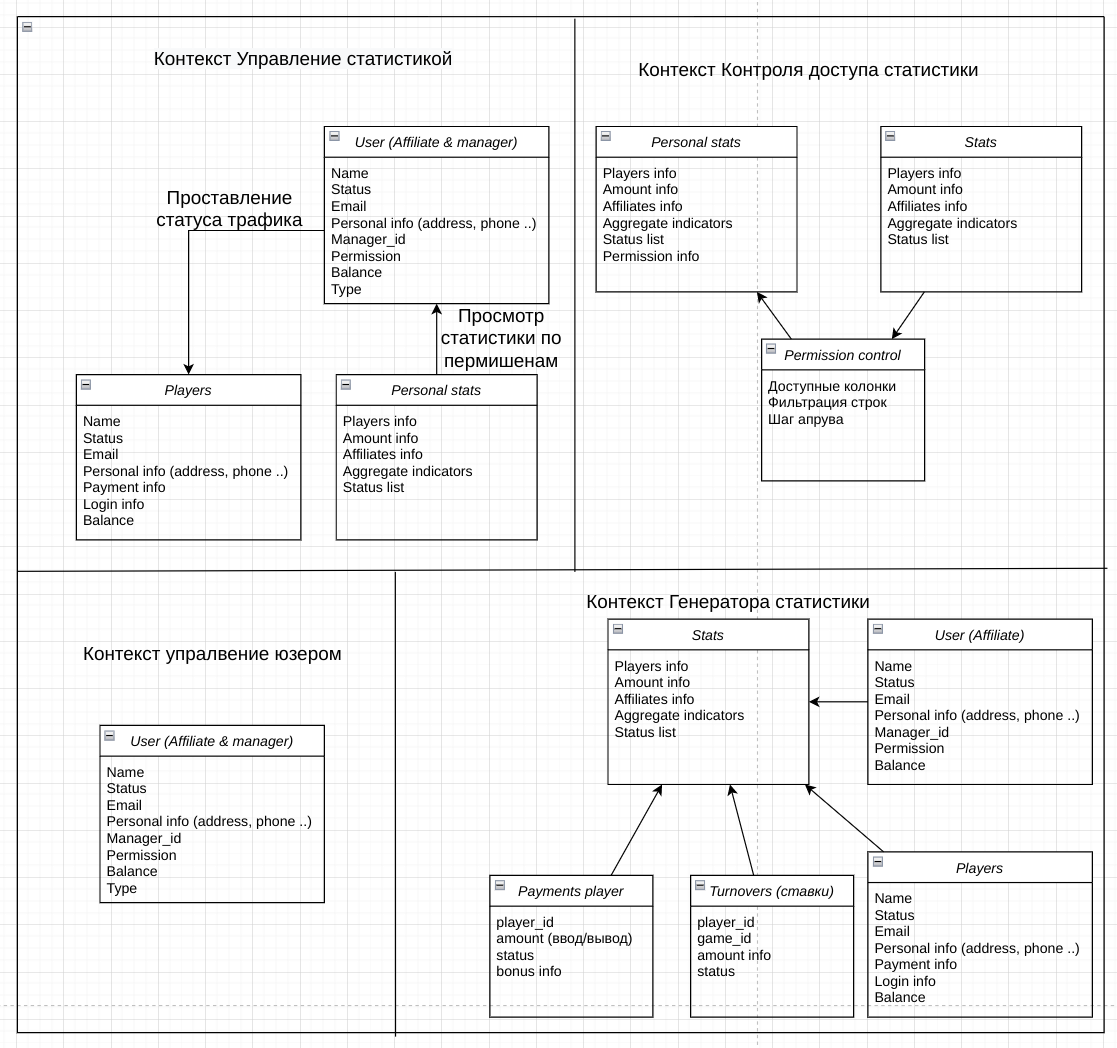 Контекст Управление статистикой
User (Affiliate & manager)
Name
Status
Email
Personal info (address, phone ..)
Manager_id
Permission
Balance
Type
Проставление
статуса трафика
Просмотр
статистики по
пермишенам
Players
Name
Status
Email
Personal info (address, phone ..)
Payment info
Login info
Balance
Personal stats
Players info
Amount info
Affiliates info
Aggregate indicators
Status list
Контекст Контроля доступа статистики
Personal stats
Players info
Amount info
Affiliates info
Aggregate indicators
Status list
Permission info
Stats
Players info
Amount info
Affiliates info
Aggregate indicators
Status list
Permission control
Доступные колонки
Фильтрация строк
Шаг апрува
Контекст упралвение юзером
User (Affiliate & manager)
Name
Status
Email
Personal info (address, phone ..)
Manager_id
Permission
Balance
Type
Контекст Генератора статистики
Stats
Players info
Amount info
Affiliates info
Aggregate indicators
Status list
User (Affiliate)
Name
Status
Email
Personal info (address, phone ..)
Manager_id
Permission
Balance
Payments player
player_id
amount (ввод/вывод)
status
bonus info
Turnovers (ставки)
player_id
game_id
amount info
status
Players
Name
Status
Email
Personal info (address, phone ..)
Payment info
Login info
Balance